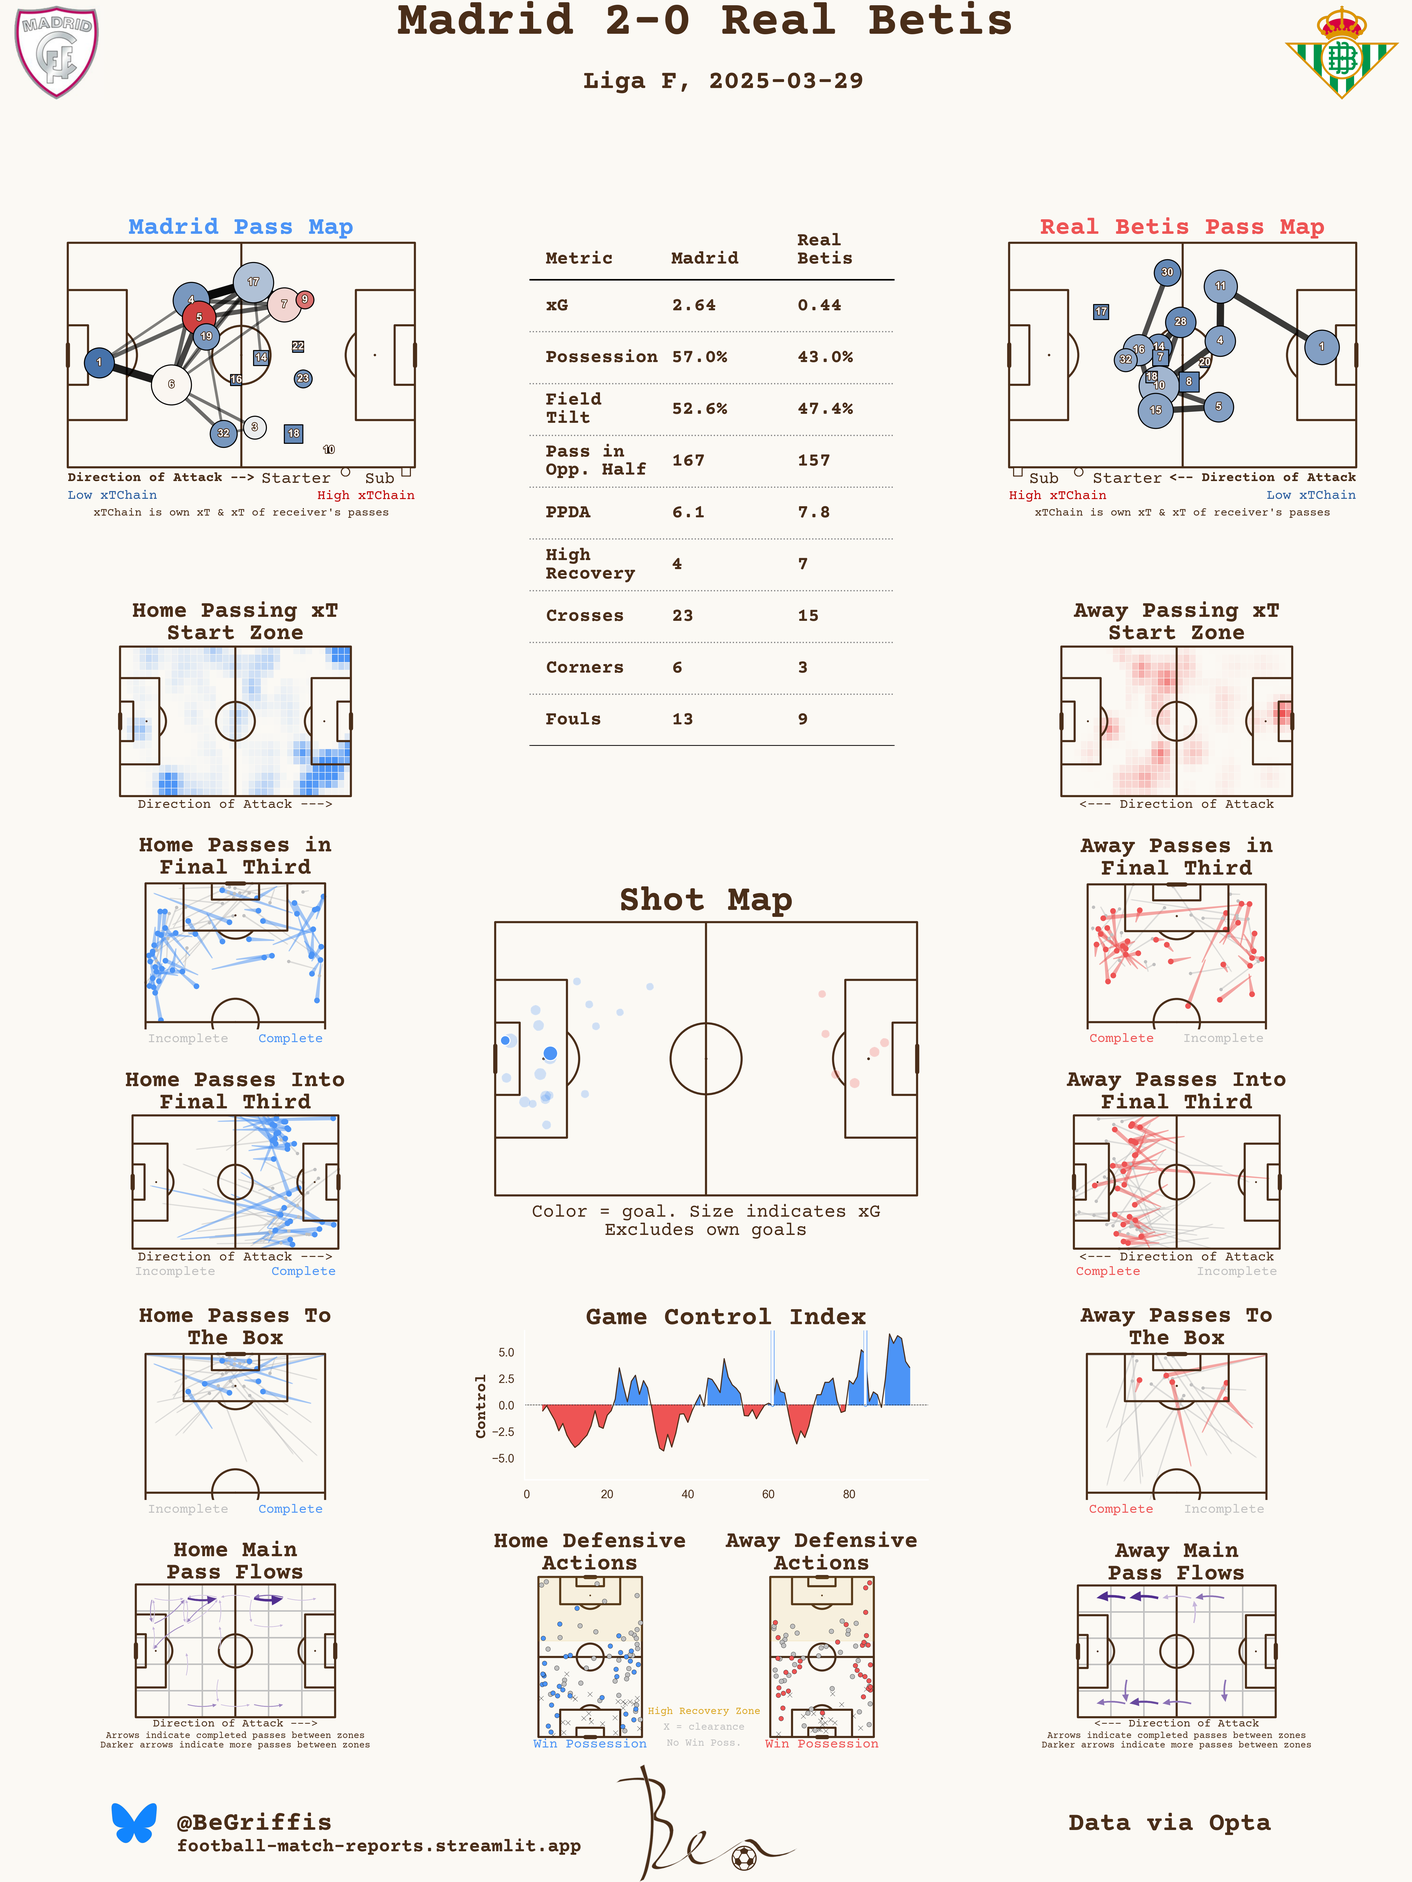 MADRID
Madrid 2-0 Real Betis
Liga F, 2025-03-29
Madrid Pass Map
17
4
7
9
5
19
1
14
22
16
23
6
32
3
18
10
Direction of Attack --> Starter Sub
Low xTChain High xTChain
xTChain is own xT & xT of receiver's passes
Metric Madrid Real Betis
xG 2.64 0.44
Possession 57.0% 43.0%
Field Tilt 52.6% 47.4%
Pass in Opp. Half 167 157
PPDA 6.1 7.8
High Recovery 4 7
Crosses 23 15
Corners 6 3
Fouls 13 9
Real Betis Pass Map
30
11
17
28
4
16
14
1
32
7
20
18
10
8
15
5
Sub Starter <-- Direction of Attack
High xTChain Low xTChain
xTChain is own xT & xT of receiver's passes
Home Passing xT
Start Zone
Direction of Attack --->
Away Passing xT
Start Zone
<--- Direction of Attack
Home Passes in
Final Third
Incomplete Complete
Away Passes in
Final Third
Complete Incomplete
Shot Map
Color = goal. Size indicates xG
Excludes own goals
Home Passes Into
Final Third
Direction of Attack --->
Incomplete Complete
Away Passes Into
Final Third
<--- Direction of Attack
Complete Incomplete
Home Passes To
The Box
Incomplete Complete
Game Control Index
Control
5.0
2.5
0.0
−2.5
−5.0
0 20 40 60 80
Away Passes To
The Box
Complete Incomplete
Home Main
Pass Flows
Direction of Attack --->
Arrows indicate completed passes between zones
Darker arrows indicate more passes between zones
Home Defensive
Actions
Win Possession
Away Defensive
Actions
Win Possession
High Recovery Zone
X = clearance
No Win Poss.
Away Main
Pass Flows
<--- Direction of Attack
Arrows indicate completed passes between zones
Darker arrows indicate more passes between zones
@BeGriffis
football-match-reports.streamlit.app
Ben
Data via Opta